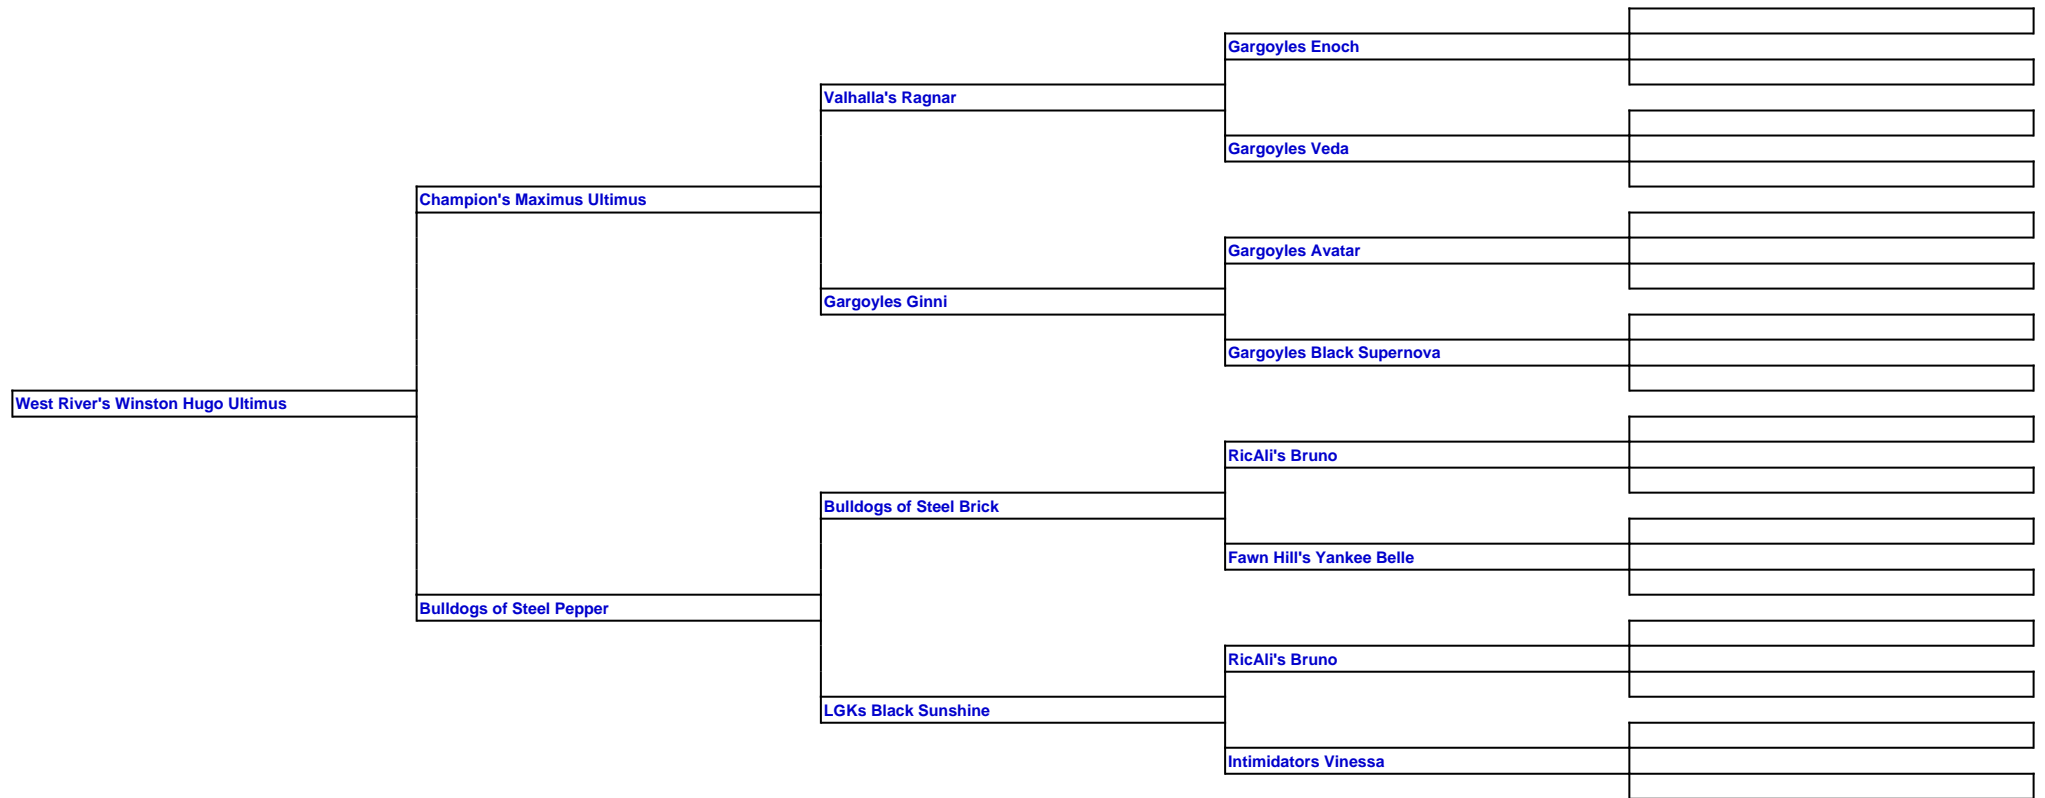 Gargoyles Enoch
Valhalla's Ragnar
Gargoyles Veda
Champion's Maximus Ultimus
Gargoyles Avatar
Gargoyles Ginni
Gargoyles Black Supernova
West River's Winston Hugo Ultimus
RicAli's Bruno
Bulldogs of Steel Brick
Fawn Hill's Yankee Belle
Bulldogs of Steel Pepper
RicAli's Bruno
LGKs Black Sunshine
Intimidators Vinessa